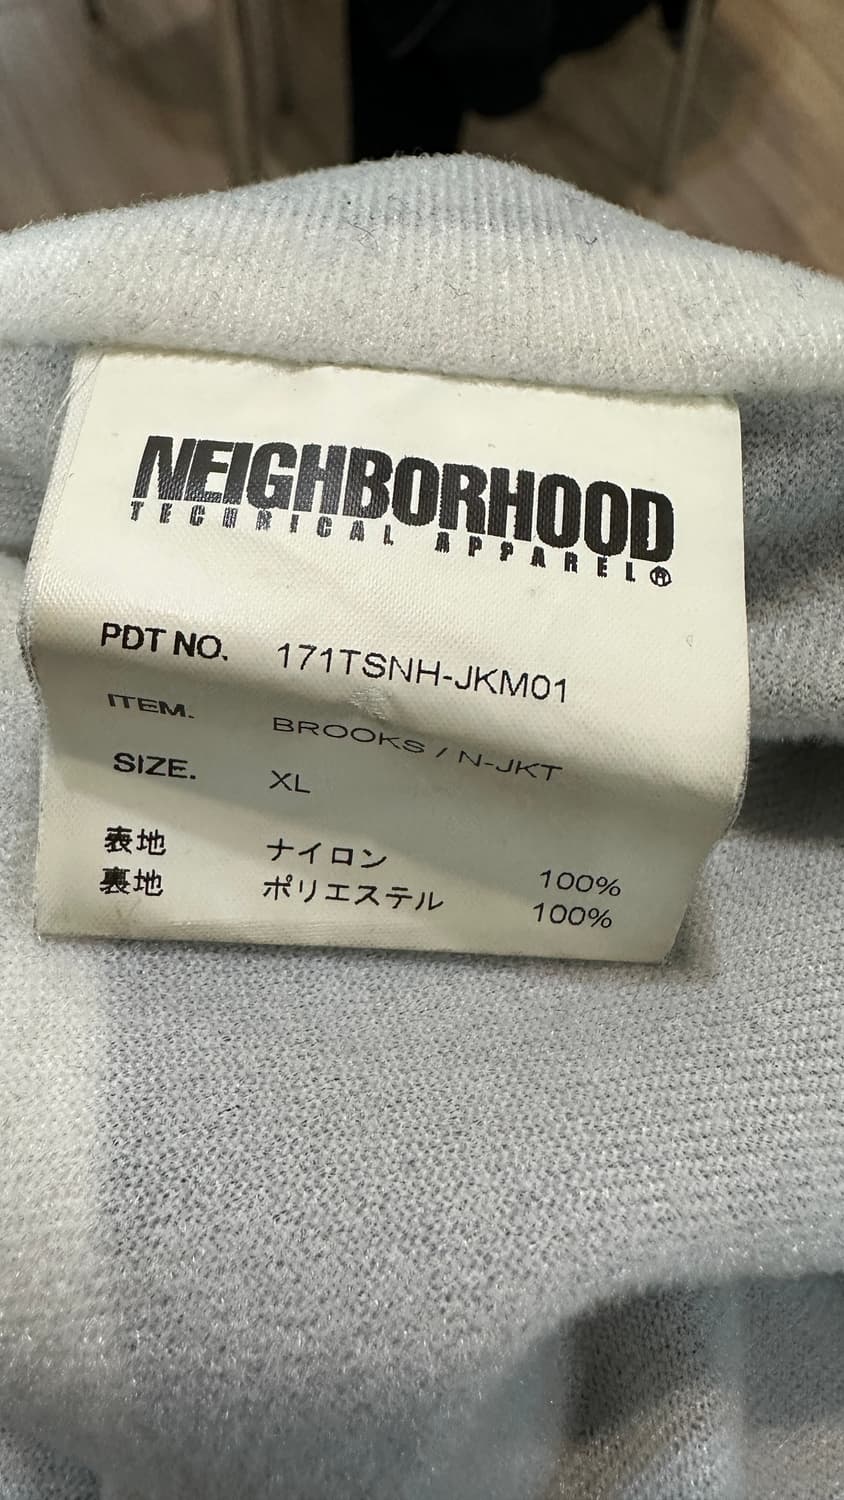 NEIGHBORHOOD
TECHNICAL APPAREL®
PDT NO. 171TSNH-JKM01
ITEM. BROOKS / N-JKT
SIZE. XL
表地 ナイロン 100%
裏地 ポリエステル 100%